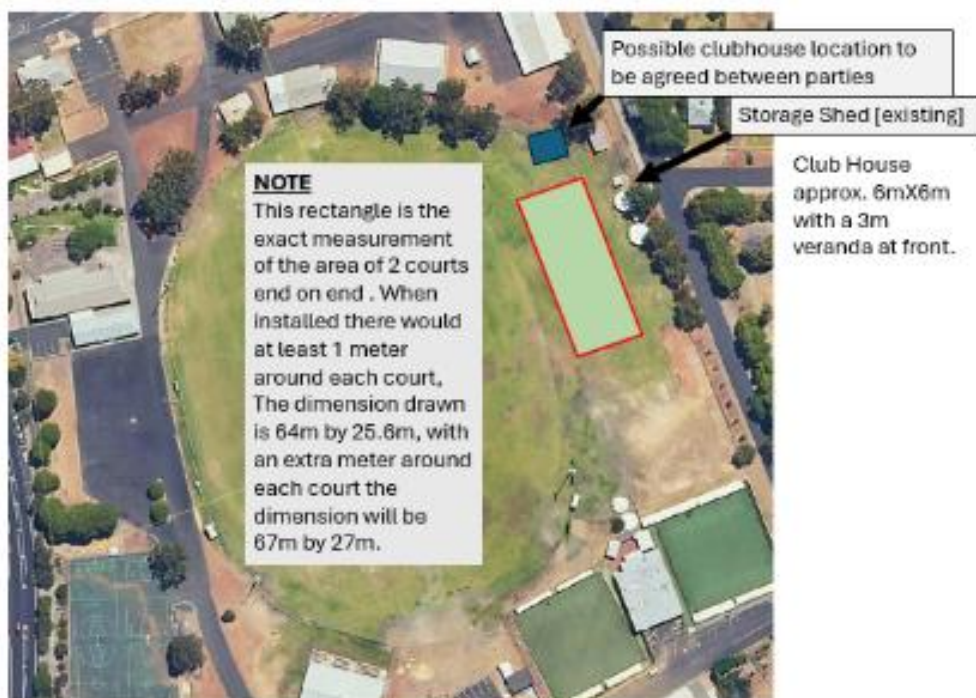 Possible clubhouse location to
be agreed between parties
Storage Shed [existing]
Club House
approx. 6mX6m
with a 3m
veranda at front.
NOTE
This rectangle is the
exact measurement
of the area of 2 courts
end on end . When
installed there would
at least 1 meter
around each court,
The dimension drawn
is 64m by 25.6m, with
an extra meter around
each court the
dimension will be
67m by 27m.